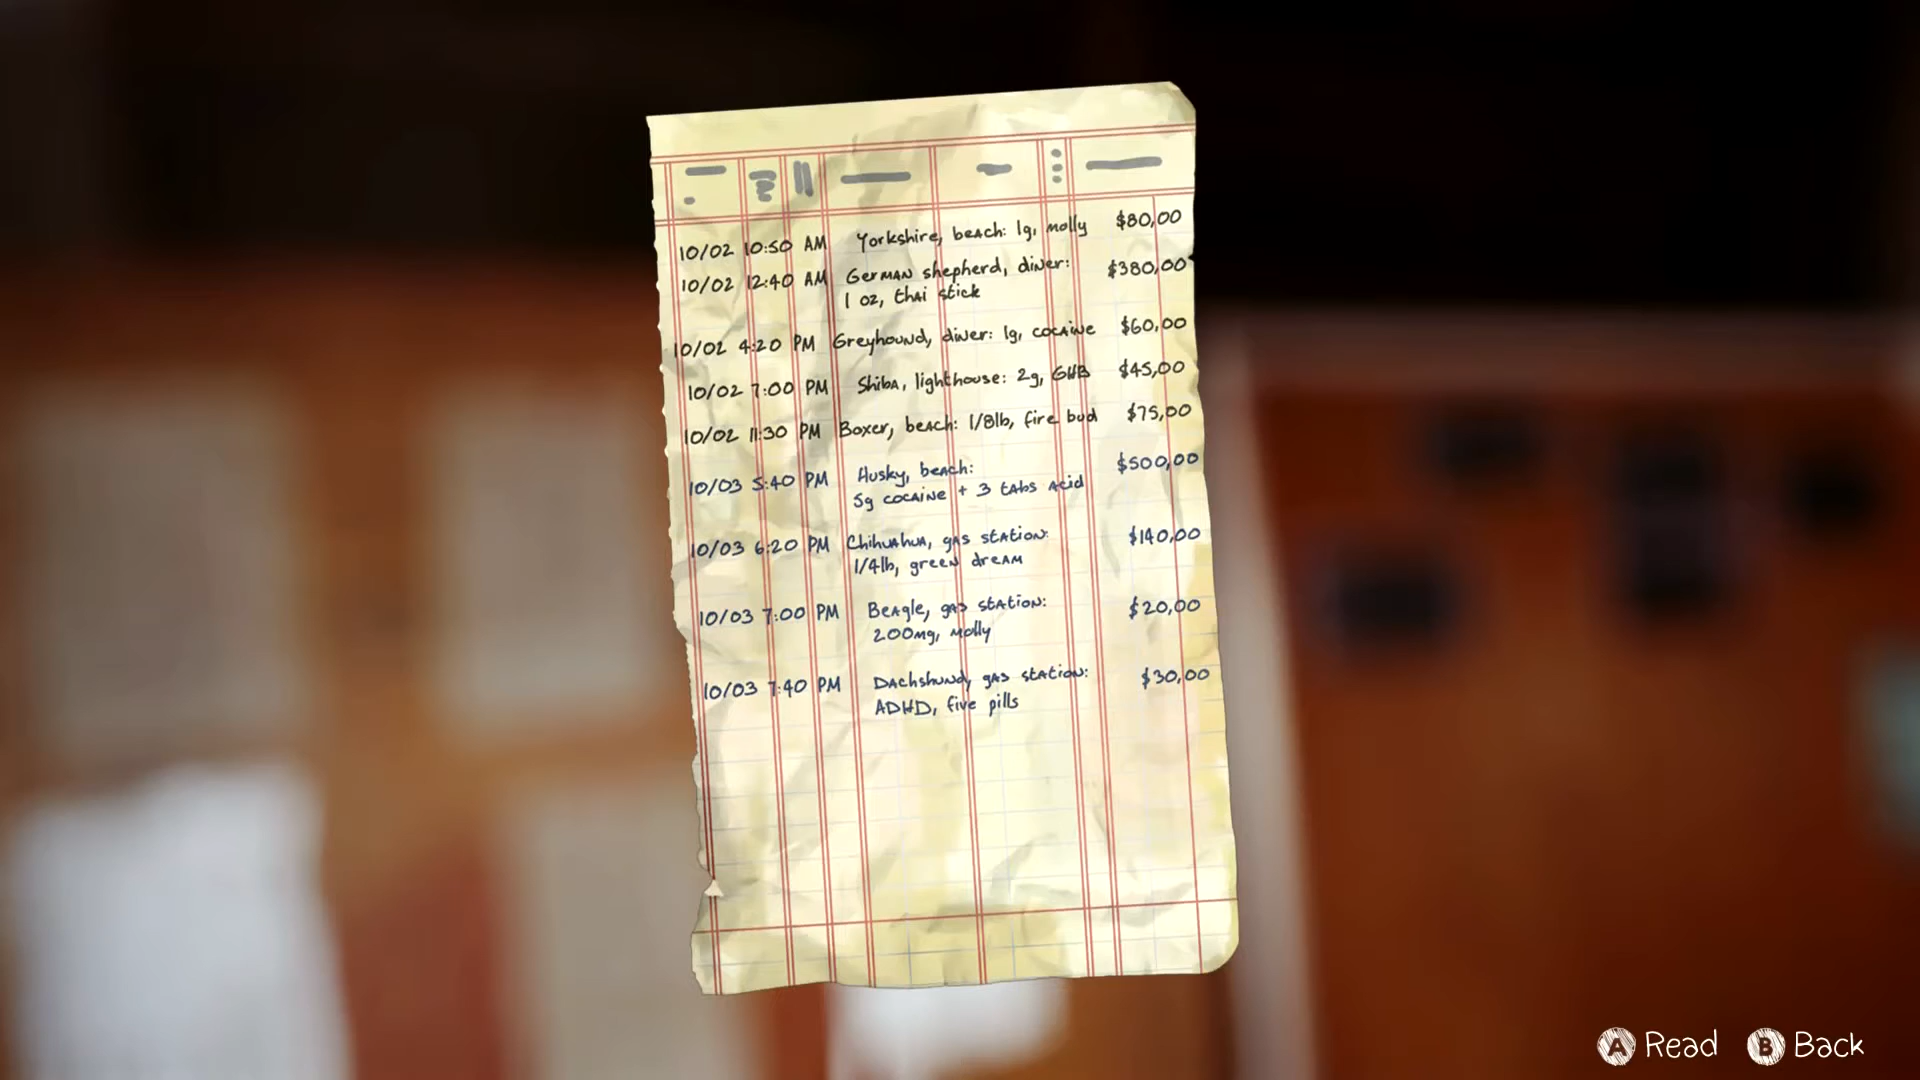 10/02 10:50 AM Yorkshire, beach: 1g, molly $80,00
10/02 12:40 AM German shepherd, diner: $380,00
1 oz, thai stick
10/02 4:20 PM Greyhound, diner: 1g, cocaine $60,00
10/02 7:00 PM Shiba, lighthouse: 2g, GHB $45,00
10/02 11:30 PM Boxer, beach: 1/8lb, fire bud $75,00
10/03 5:40 PM Husky, beach: $500,00
5g cocaine + 3 tabs acid
10/03 6:20 PM Chihuahua, gas station: $140,00
1/4lb, green dream
10/03 7:00 PM Beagle, gas station: $20,00
200mg, molly
10/03 7:40 PM Dachshund, gas station: $30,00
ADHD, five pills
A Read B Back